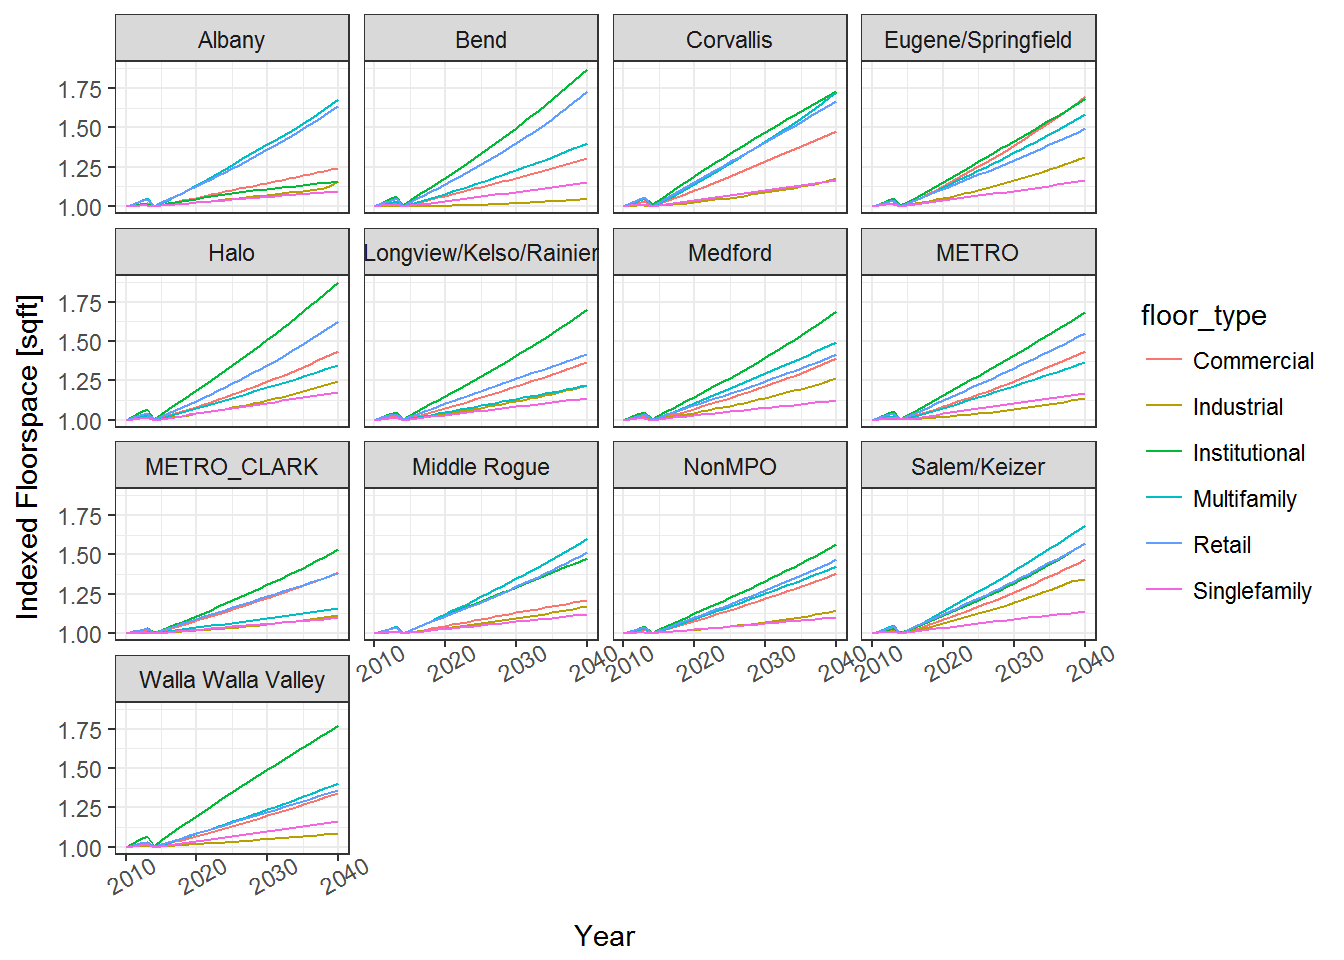 Albany
Bend
Corvallis
Eugene/Springfield
1.75
1.50
1.25
1.00
Halo
Longview/Kelso/Rainier
Medford
METRO
1.75
1.50
1.25
1.00
METRO_CLARK
Middle Rogue
NonMPO
Salem/Keizer
1.75
1.50
1.25
1.00
2010 2020 2030 2040
2010 2020 2030 2040
2010 2020 2030 2040
Walla Walla Valley
1.75
1.50
1.25
1.00
2010 2020 2030 2040
Year
Indexed Floorspace [sqft]
floor_type
Commercial
Industrial
Institutional
Multifamily
Retail
Singlefamily